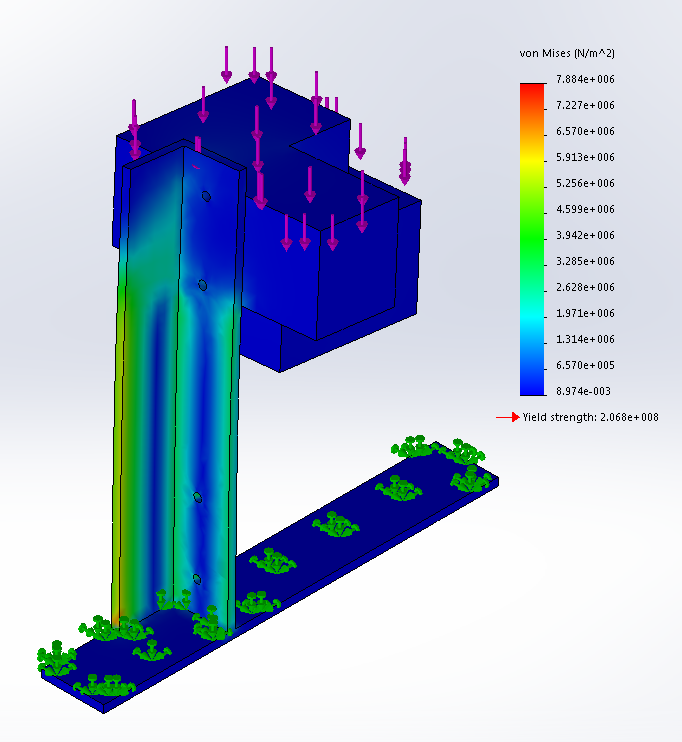 von Mises (N/m^2)
7.884e+006
7.227e+006
6.570e+006
5.913e+006
5.256e+006
4.599e+006
3.942e+006
3.285e+006
2.628e+006
1.971e+006
1.314e+006
6.570e+005
8.974e-003
Yield strength: 2.068e+008